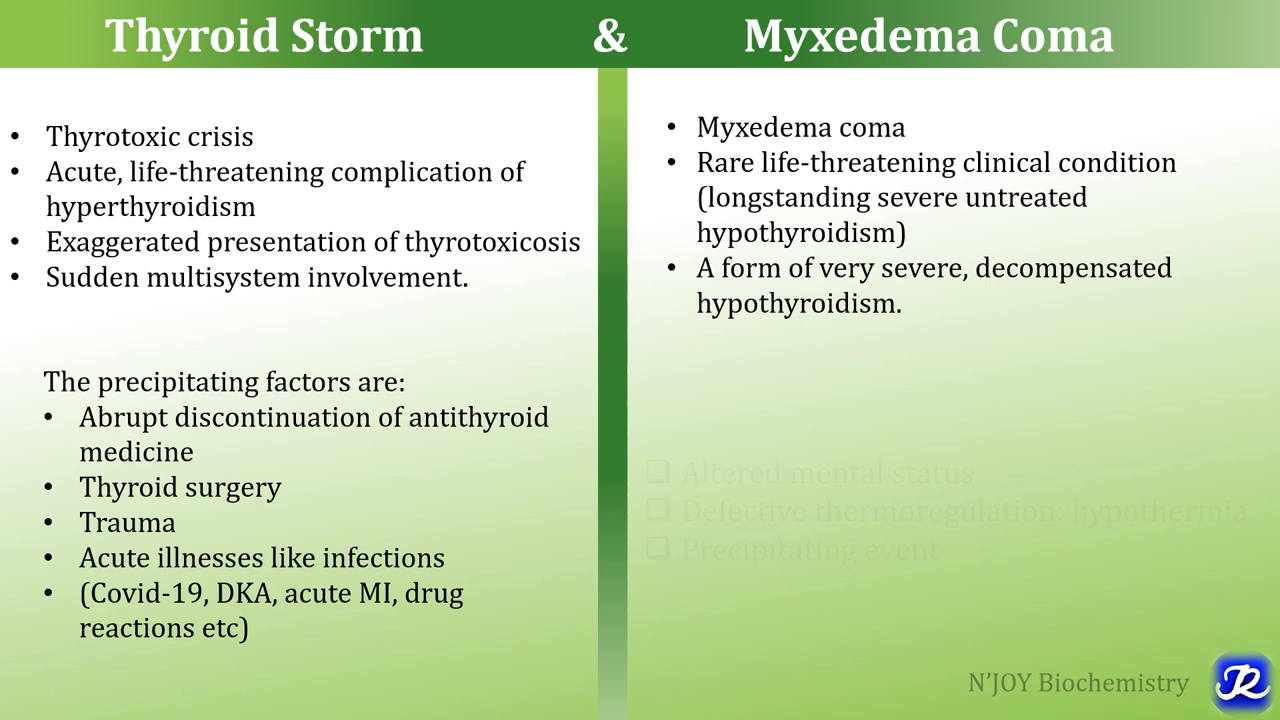 Thyroid Storm & Myxedema Coma
• Thyrotoxic crisis
• Acute, life-threatening complication of
hyperthyroidism
• Exaggerated presentation of thyrotoxicosis
• Sudden multisystem involvement.
The precipitating factors are:
• Abrupt discontinuation of antithyroid
medicine
• Thyroid surgery
• Trauma
• Acute illnesses like infections
• (Covid-19, DKA, acute MI, drug
reactions etc)
• Myxedema coma
• Rare life-threatening clinical condition
(longstanding severe untreated
hypothyroidism)
• A form of very severe, decompensated
hypothyroidism.
❑ Altered mental status
❑ Defective thermoregulation: hypothermia
❑ Precipitating event
N'JOY Biochemistry
JR